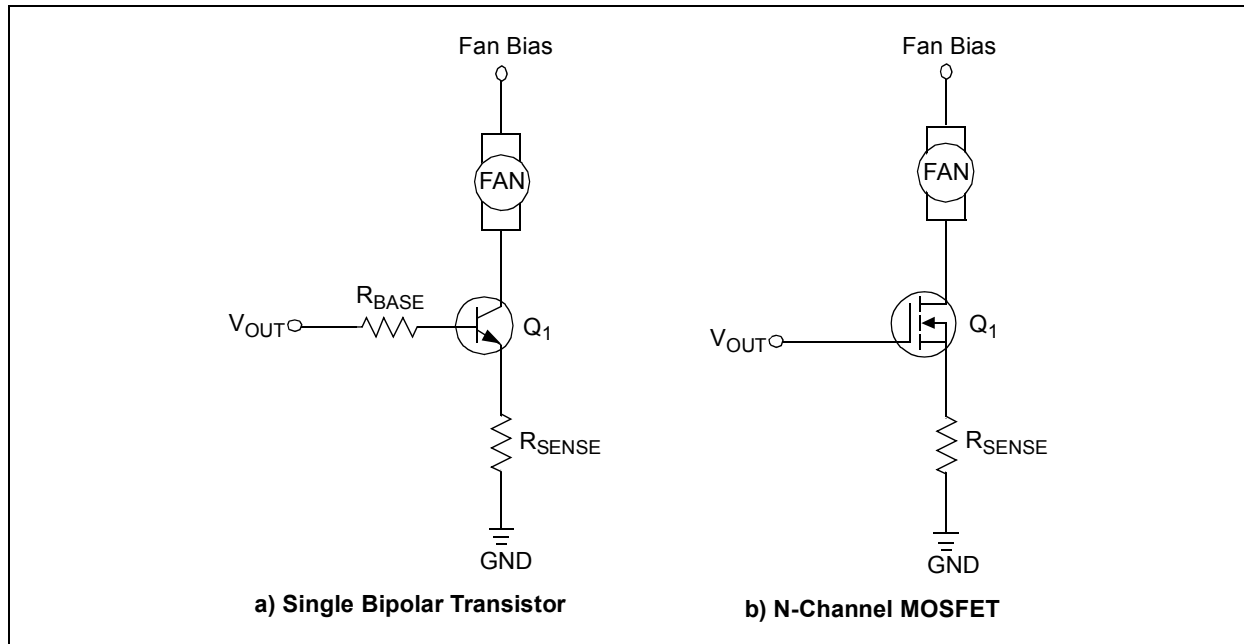 Fan Bias
FAN
R_BASE
V_OUT
Q_1
R_SENSE
GND
a) Single Bipolar Transistor
Fan Bias
FAN
V_OUT
Q_1
R_SENSE
GND
b) N-Channel MOSFET